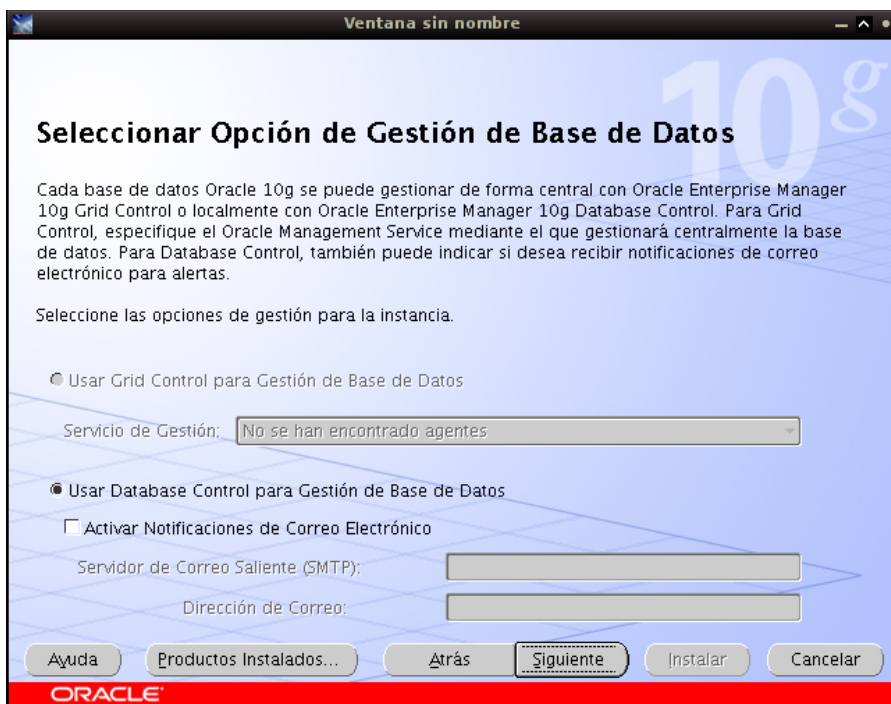 Ventana sin nombre
10g
Seleccionar Opción de Gestión de Base de Datos
Cada base de datos Oracle 10g se puede gestionar de forma central con Oracle Enterprise Manager
10g Grid Control o localmente con Oracle Enterprise Manager 10g Database Control. Para Grid
Control, especifique el Oracle Management Service mediante el que gestionará centralmente la base
de datos. Para Database Control, también puede indicar si desea recibir notificaciones de correo
electrónico para alertas.
Seleccione las opciones de gestión para la instancia.
Usar Grid Control para Gestión de Base de Datos
Servicio de Gestión: No se han encontrado agentes
Usar Database Control para Gestión de Base de Datos
Activar Notificaciones de Correo Electrónico
Servidor de Correo Saliente (SMTP):
Dirección de Correo:
Ayuda Productos Instalados... Atrás Siguiente Instalar Cancelar
ORACLE